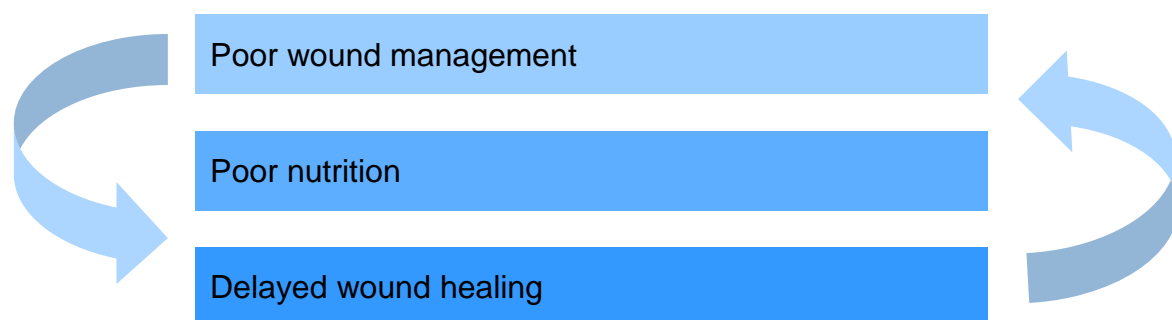 Poor wound management
Poor nutrition
Delayed wound healing